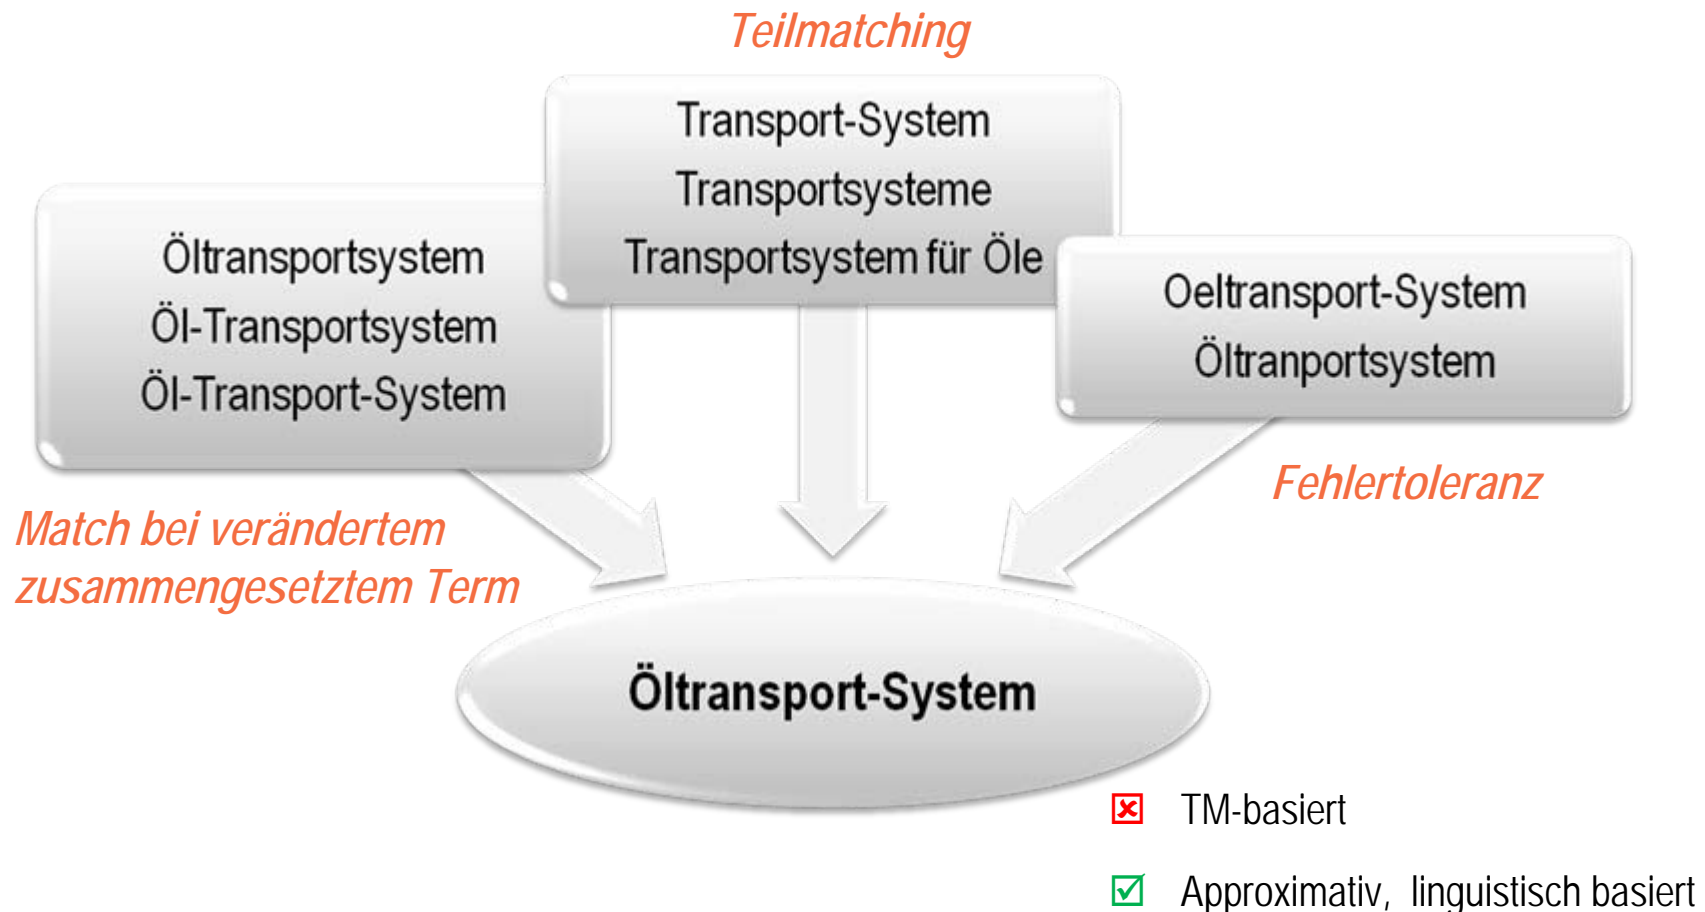 Teilmatching
Transport-System
Transportsysteme
Transportsystem für Öle
Öltransportsystem
Öl-Transportsystem
Öl-Transport-System
Oeltransport-System
Öltranportsystem
Fehlertoleranz
Match bei verändertem
zusammengesetztem Term
Öltransport-System
TM-basiert
Approximativ, linguistisch basiert